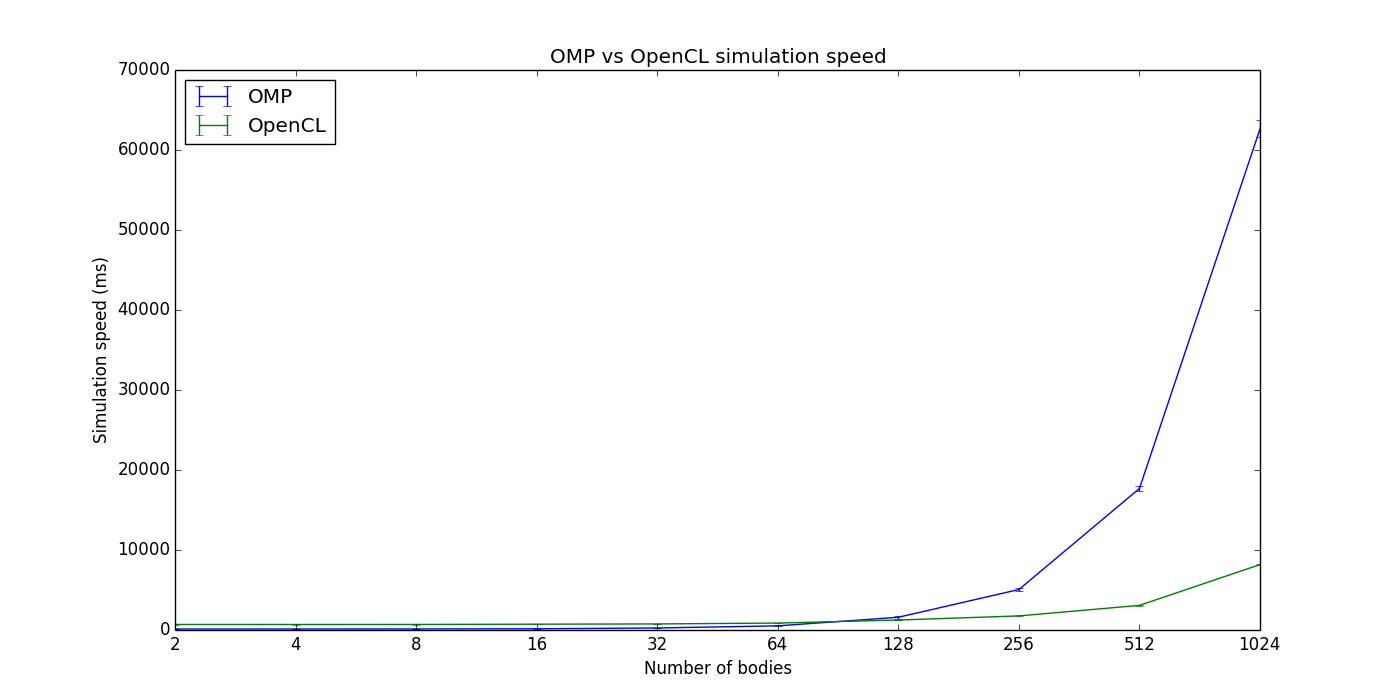 OMP vs OpenCL simulation speed
70000
60000
50000
40000
30000
20000
10000
0
Simulation speed (ms)
OMP
OpenCL
2 4 8 16 32 64 128 256 512 1024
Number of bodies